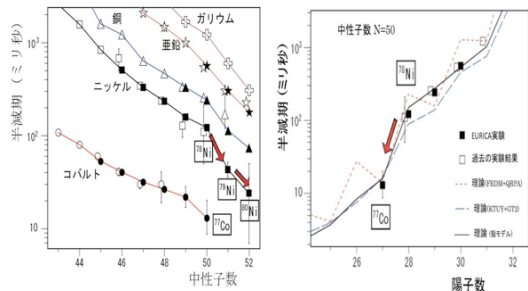 半減期 （ミリ秒）
10³
10²
10
銅
ガリウム
亜鉛
ニッケル
コバルト
⁷⁸Ni
⁷⁹Ni
⁸⁰Ni
⁷⁷Co
44 46 48 50 52
中性子数
半減期 （ミリ秒）
10³
10²
10
中性子数 N=50
⁷⁸Ni
⁷⁷Co
EURICA実験
過去の実験結果
理論(FRDM+QRPA)
理論(KTUY+GT2)
理論
26 28 30 32
陽子数